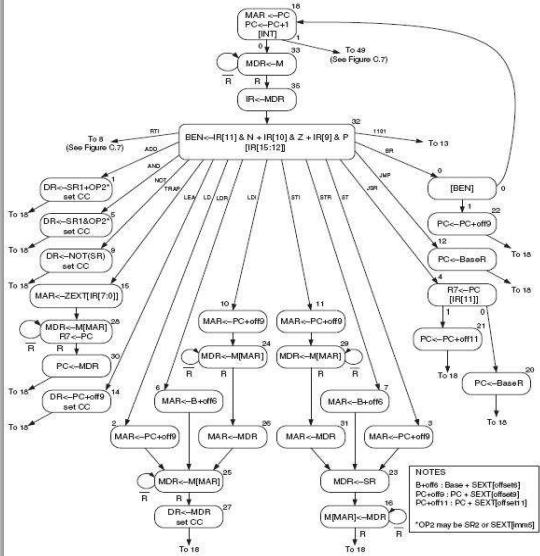 18
MAR <-PC
PC<-PC+1
[INT]
0
1
To 49
(See Figure C.7)
33
MDR<-M
R
R
35
IR<-MDR
32
BEN<-IR[11] & N + IR[10] & Z + IR[9] & P
[IR[15:12]]
RTI
To 8
(See Figure C.7)
1101
To 13
ADD
AND
NOT
TRAP
LEA
LD
LDR
LDI
STI
STR
ST
JSR
JMP
BR
1
DR<-SR1+OP2*
set CC
To 18
5
DR<-SR1&OP2*
set CC
To 18
9
DR<-NOT(SR)
set CC
To 18
15
MAR<-ZEXT[IR[7:0]]
28
MDR<-M[MAR]
R7<-PC
R
R
30
PC<-MDR
To 18
14
DR<-PC+off9
set CC
To 18
0
[BEN]
0
1
22
PC<-PC+off9
To 18
12
PC<-BaseR
To 18
4
R7<-PC
[IR[11]]
1
0
21
PC<-PC+off11
To 18
20
PC<-BaseR
To 18
10
MAR<-PC+off9
24
MDR<-M[MAR]
R
R
11
MAR<-PC+off9
29
MDR<-M[MAR]
R
R
6
MAR<-B+off6
7
MAR<-B+off6
2
MAR<-PC+off9
26
MAR<-MDR
31
MAR<-MDR
3
MAR<-PC+off9
25
MDR<-M[MAR]
R
R
27
DR<-MDR
set CC
To 18
23
MDR<-SR
16
M[MAR]<-MDR
R
R
To 18
NOTES
B+off6 : Base + SEXT[offset6]
PC+off9 : PC + SEXT[offset9]
PC+off11 : PC + SEXT[offset11]
*OP2 may be SR2 or SEXT[imm5]